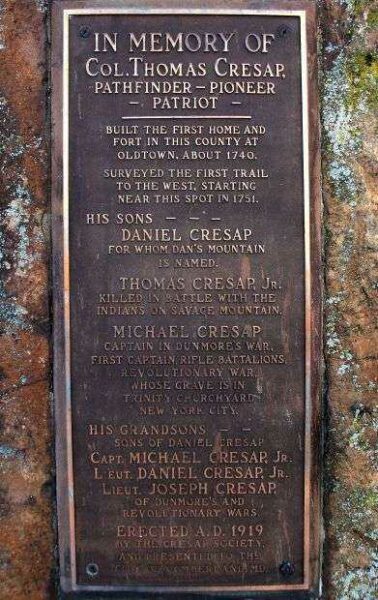 IN MEMORY OF
COL. THOMAS CRESAP,
PATHFINDER – PIONEER
– PATRIOT –
BUILT THE FIRST HOME AND
FORT IN THIS COUNTY AT
OLDTOWN, ABOUT 1740.
SURVEYED THE FIRST TRAIL
TO THE WEST, STARTING
NEAR THIS SPOT IN 1751.
HIS SONS – – –
DANIEL CRESAP
FOR WHOM DAN'S MOUNTAIN
IS NAMED.
THOMAS CRESAP, JR.
KILLED IN BATTLE WITH THE
INDIANS ON SAVAGE MOUNTAIN.
MICHAEL CRESAP
CAPTAIN IN DUNMORE'S WAR,
FIRST CAPTAIN, RIFLE BATTALIONS,
REVOLUTIONARY WAR,
WHOSE GRAVE IS IN
TRINITY CHURCHYARD
NEW YORK CITY.
HIS GRANDSONS – –
SONS OF DANIEL CRESAP
CAPT. MICHAEL CRESAP, JR.
LIEUT. DANIEL CRESAP, JR.
LIEUT. JOSEPH CRESAP,
OF DUNMORE'S AND
REVOLUTIONARY WARS.
ERECTED A.D. 1919
BY THE CRESAP SOCIETY,
AND PRESENTED TO THE
CITY OF CUMBERLAND, MD.